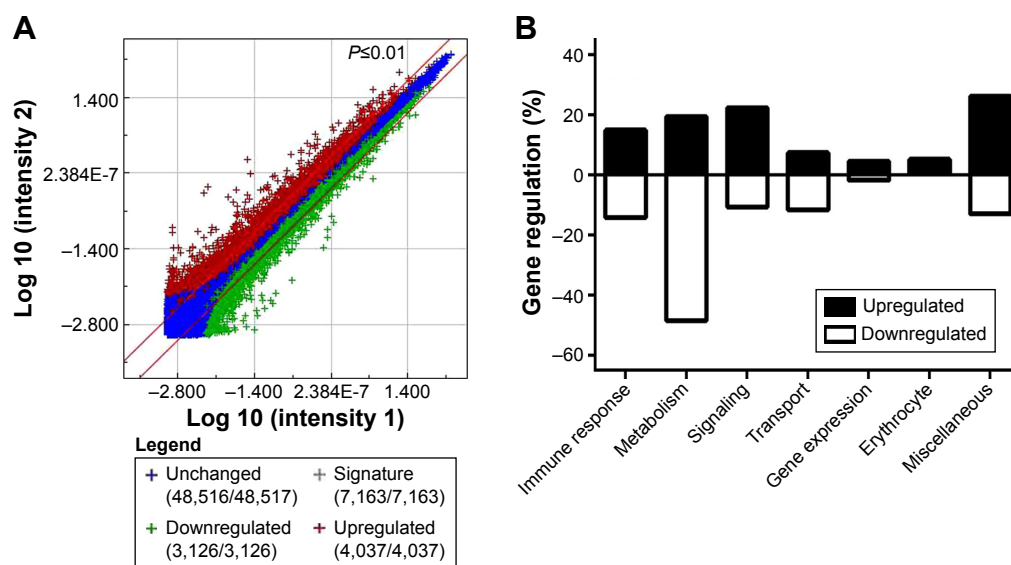 A
P≤0.01
Log 10 (intensity 2)
1.400
2.384E-7
−1.400
−2.800
−2.800 −1.400 2.384E-7 1.400
Log 10 (intensity 1)
Legend
Unchanged
(48,516/48,517)
Signature
(7,163/7,163)
Downregulated
(3,126/3,126)
Upregulated
(4,037/4,037)
B
Gene regulation (%)
40
20
0
−20
−40
−60
Upregulated
Downregulated
Immune response
Metabolism
Signaling
Transport
Gene expression
Erythrocyte
Miscellaneous